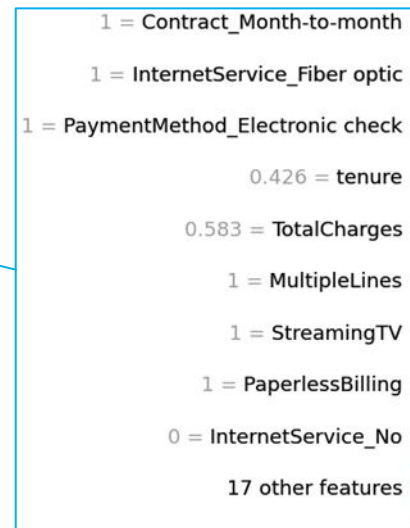 1 = Contract_Month-to-month
1 = InternetService_Fiber optic
1 = PaymentMethod_Electronic check
0.426 = tenure
0.583 = TotalCharges
1 = MultipleLines
1 = StreamingTV
1 = PaperlessBilling
0 = InternetService_No
17 other features